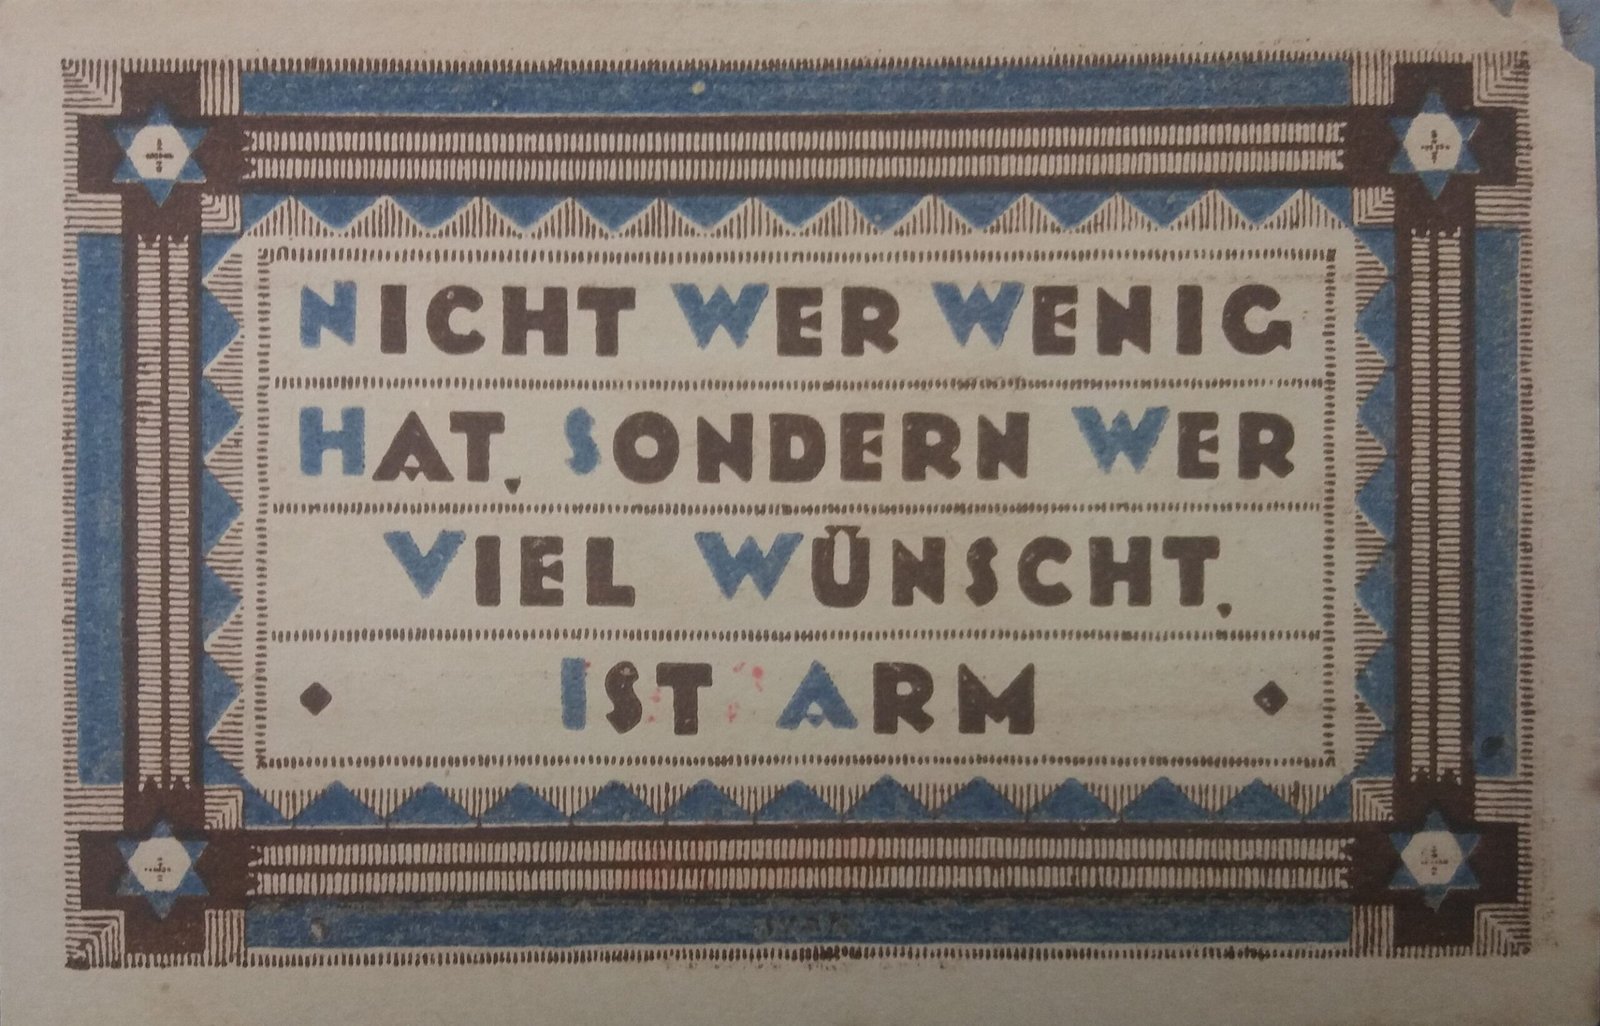 NICHT WER WENIG
HAT, SONDERN WER
VIEL WÜNSCHT,
IST ARM